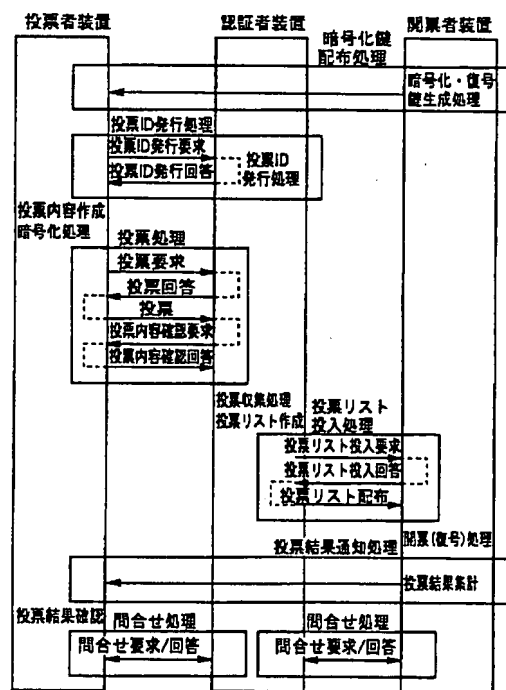 投票者装置
認証者装置
開票者装置
暗号化鍵
配布処理
暗号化・復号
鍵生成処理
投票ID発行処理
投票ID発行要求
投票ID発行回答
投票ID
発行処理
投票内容作成
暗号化処理
投票処理
投票要求
投票回答
投票
投票内容確認要求
投票内容確認回答
投票収集処理
投票リスト作成
投票リスト
投入処理
投票リスト投入要求
投票リスト投入回答
投票リスト配布
開票(復号)処理
投票結果通知処理
投票結果集計
投票結果確認
問合せ処理
問合せ要求/回答
問合せ処理
問合せ要求/回答